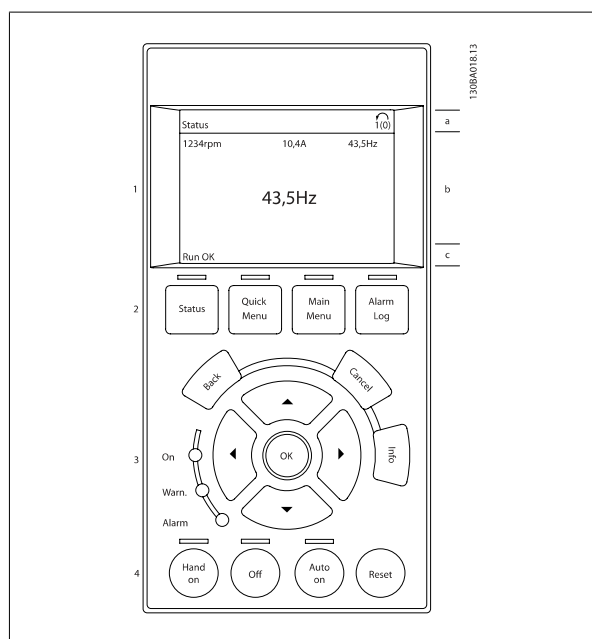 130BA018.13
Status 1(0)
a
1234rpm 10,4A 43,5Hz
1
b
43,5Hz
Run OK
c
2
Status Quick Menu Main Menu Alarm Log
Back
Cancel
Info
OK
3
On
Warn.
Alarm
4
Hand on Off Auto on Reset